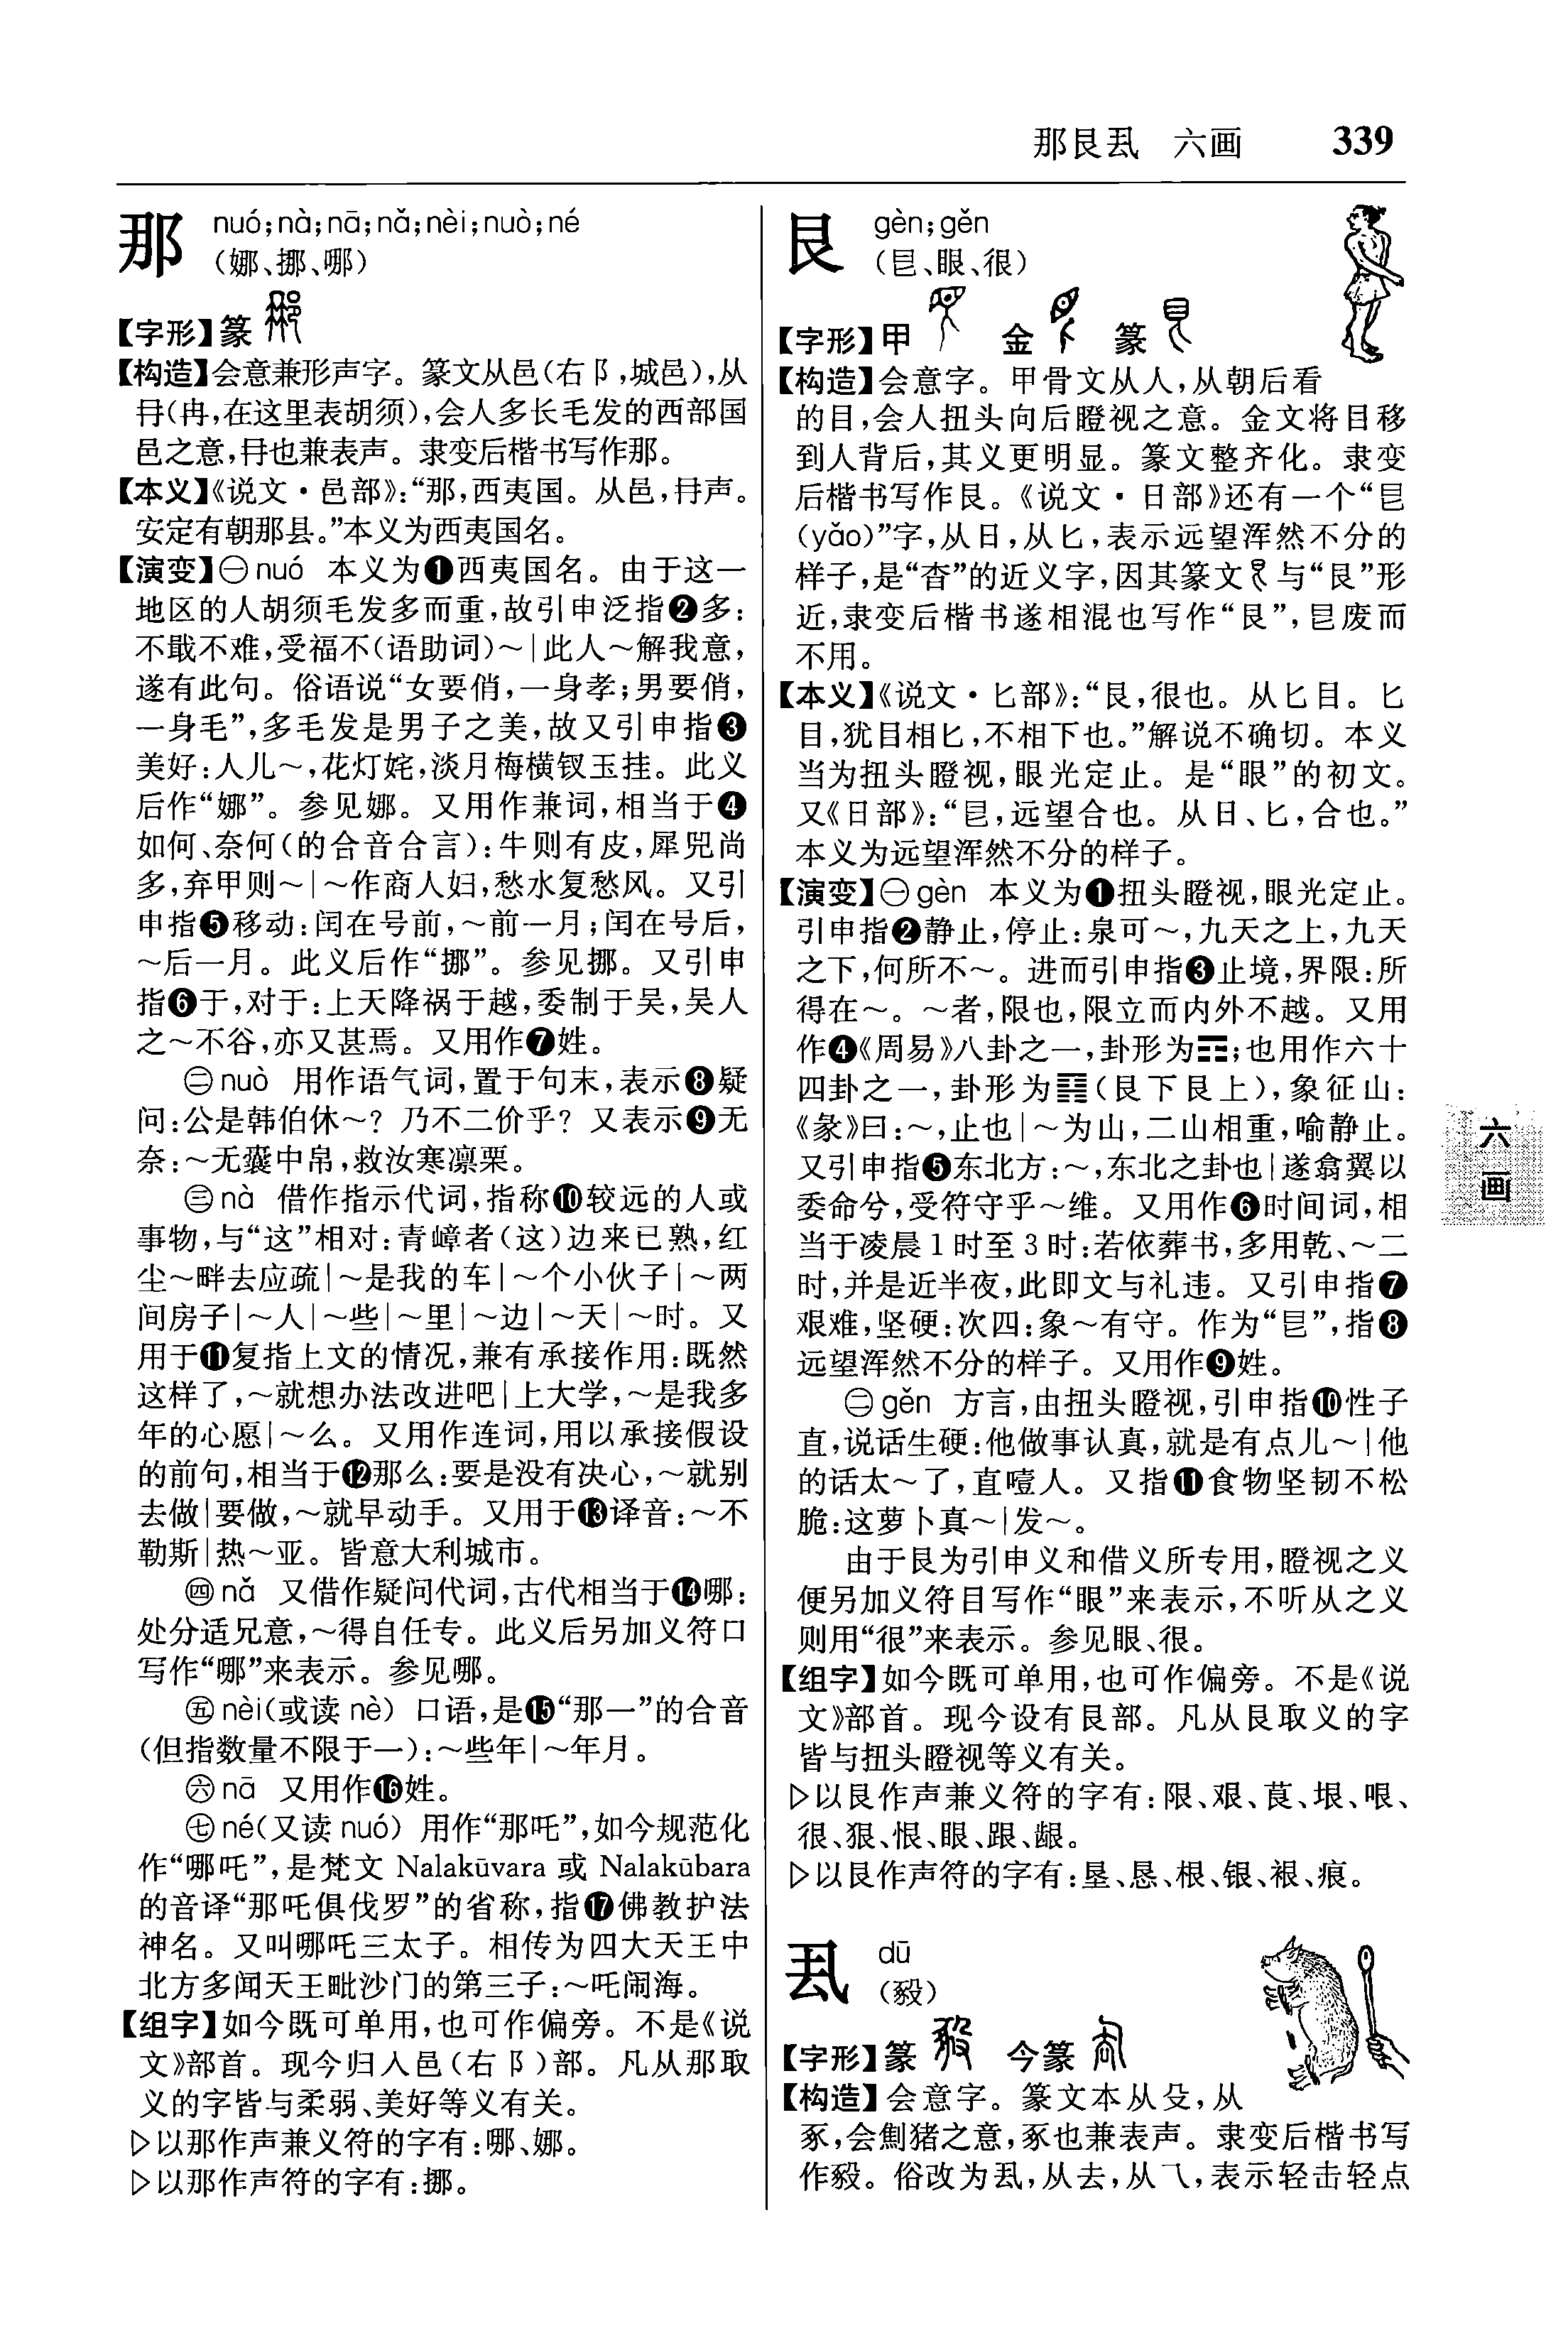 那艮厾 六画 339
那 nuó;nà;nā;nǎ;nèi;nuò;né
(娜、挪、哪)
【字形】篆
【构造】会意兼形声字。篆文从邑(右阝,城邑),从
冄(冉,在这里表胡须),会人多长毛发的西部国
邑之意,冄也兼表声。隶变后楷书写作那。
【本义】《说文·邑部》:“那,西夷国。从邑,冄声。
安定有朝那县。”本义为西夷国名。
【演变】㊀nuó 本义为❶西夷国名。由于这一
地区的人胡须毛发多而重,故引申泛指❷多:
不戢不难,受福不(语助词)~|此人~解我意,
遂有此句。俗语说“女要俏,一身孝;男要俏,
一身毛”,多毛发是男子之美,故又引申指❸
美好:人儿~,花灯姹,淡月梅横钗玉挂。此义
后作“娜”。参见娜。又用作兼词,相当于❹
如何、奈何(的合音合言):牛则有皮,犀兕尚
多,弃甲则~|~作商人妇,愁水复愁风。又引
申指❺移动:闰在号前,~前一月;闰在号后,
~后一月。此义后作“挪”。参见挪。又引申
指❻于,对于:上天降祸于越,委制于吴,吴人
之~不谷,亦又甚焉。又用作❼姓。
㊁nuò 用作语气词,置于句末,表示❽疑
问:公是韩伯休~?乃不二价乎?又表示❾无
奈:~无囊中帛,救汝寒凛栗。
㊂nà 借作指示代词,指称❿较远的人或
事物,与“这”相对:青嶂者(这)边来已熟,红
尘~畔去应疏|~是我的车|~个小伙子|~两
间房子|~人|~些|~里|~边|~天|~时。又
用于⓫复指上文的情况,兼有承接作用:既然
这样了,~就想办法改进吧|上大学,~是我多
年的心愿|~么。又用作连词,用以承接假设
的前句,相当于⓬那么:要是没有决心,~就别
去做|要做,~就早动手。又用于⓭译音:~不
勒斯|热~亚。皆意大利城市。
㊃nǎ 又借作疑问代词,古代相当于⓮哪:
处分适兄意,~得自任专。此义后另加义符口
写作“哪”来表示。参见哪。
㊄nèi(或读 nè) 口语,是⓯“那一”的合音
(但指数量不限于一):~些年|~年月。
㊅nā 又用作⓰姓。
㊆né(又读 nuó) 用作“那吒”,如今规范化
作“哪吒”,是梵文 Nalakūvara 或 Nalakūbara
的音译“那吒俱伐罗”的省称,指⓱佛教护法
神名。又叫哪吒三太子。相传为四大天王中
北方多闻天王毗沙门的第三子:~吒闹海。
【组字】如今既可单用,也可作偏旁。不是《说
文》部首。现今归入邑(右阝)部。凡从那取
义的字皆与柔弱、美好等义有关。
▷以那作声兼义符的字有:哪、娜。
▷以那作声符的字有:挪。
艮 gèn;gěn
(皀、眼、很)
【字形】甲 金 篆
【构造】会意字。甲骨文从人,从朝后看
的目,会人扭头向后瞪视之意。金文将目移
到人背后,其义更明显。篆文整齐化。隶变
后楷书写作艮。《说文·日部》还有一个“皀
(yǎo)”字,从日,从匕,表示远望浑然不分的
样子,是“杳”的近义字,因其篆文与“艮”形
近,隶变后楷书遂相混也写作“艮”,皀废而
不用。
【本义】《说文·匕部》:“艮,很也。从匕目。匕
目,犹目相匕,不相下也。”解说不确切。本义
当为扭头瞪视,眼光定止。是“眼”的初文。
又《日部》:“皀,远望合也。从日、匕,合也。”
本义为远望浑然不分的样子。
【演变】㊀gèn 本义为❶扭头瞪视,眼光定止。
引申指❷静止,停止:泉可~,九天之上,九天
之下,何所不~。进而引申指❸止境,界限:所
得在~。~者,限也,限立而内外不越。又用
作❹《周易》八卦之一,卦形为☶;也用作六十
四卦之一,卦形为䷳(艮下艮上),象征山:
《彖》曰:~,止也|~为山,二山相重,喻静止。
又引申指❺东北方:~,东北之卦也|遂翕翼以
委命兮,受符守乎~维。又用作❻时间词,相
当于凌晨1时至3时:若依葬书,多用乾、~二
时,并是近半夜,此即文与礼违。又引申指❼
艰难,坚硬:次四:象~有守。作为“皀”,指❽
远望浑然不分的样子。又用作❾姓。
㊁gěn 方言,由扭头瞪视,引申指❿性子
直,说话生硬:他做事认真,就是有点儿~|他
的话太~了,直噎人。又指⓫食物坚韧不松
脆:这萝卜真~|发~。
由于艮为引申义和借义所专用,瞪视之义
便另加义符目写作“眼”来表示,不听从之义
则用“很”来表示。参见眼、很。
【组字】如今既可单用,也可作偏旁。不是《说
文》部首。现今设有艮部。凡从艮取义的字
皆与扭头瞪视等义有关。
▷以艮作声兼义符的字有:限、艰、茛、垠、哏、
很、狠、恨、眼、跟、龈。
▷以艮作声符的字有:垦、恳、根、银、裉、痕。
厾 dū
(豛)
【字形】篆 今篆
【构造】会意字。篆文本从殳,从
豕,会劁猪之意,豕也兼表声。隶变后楷书写
作豛。俗改为厾,从去,从乁,表示轻击轻点
六画